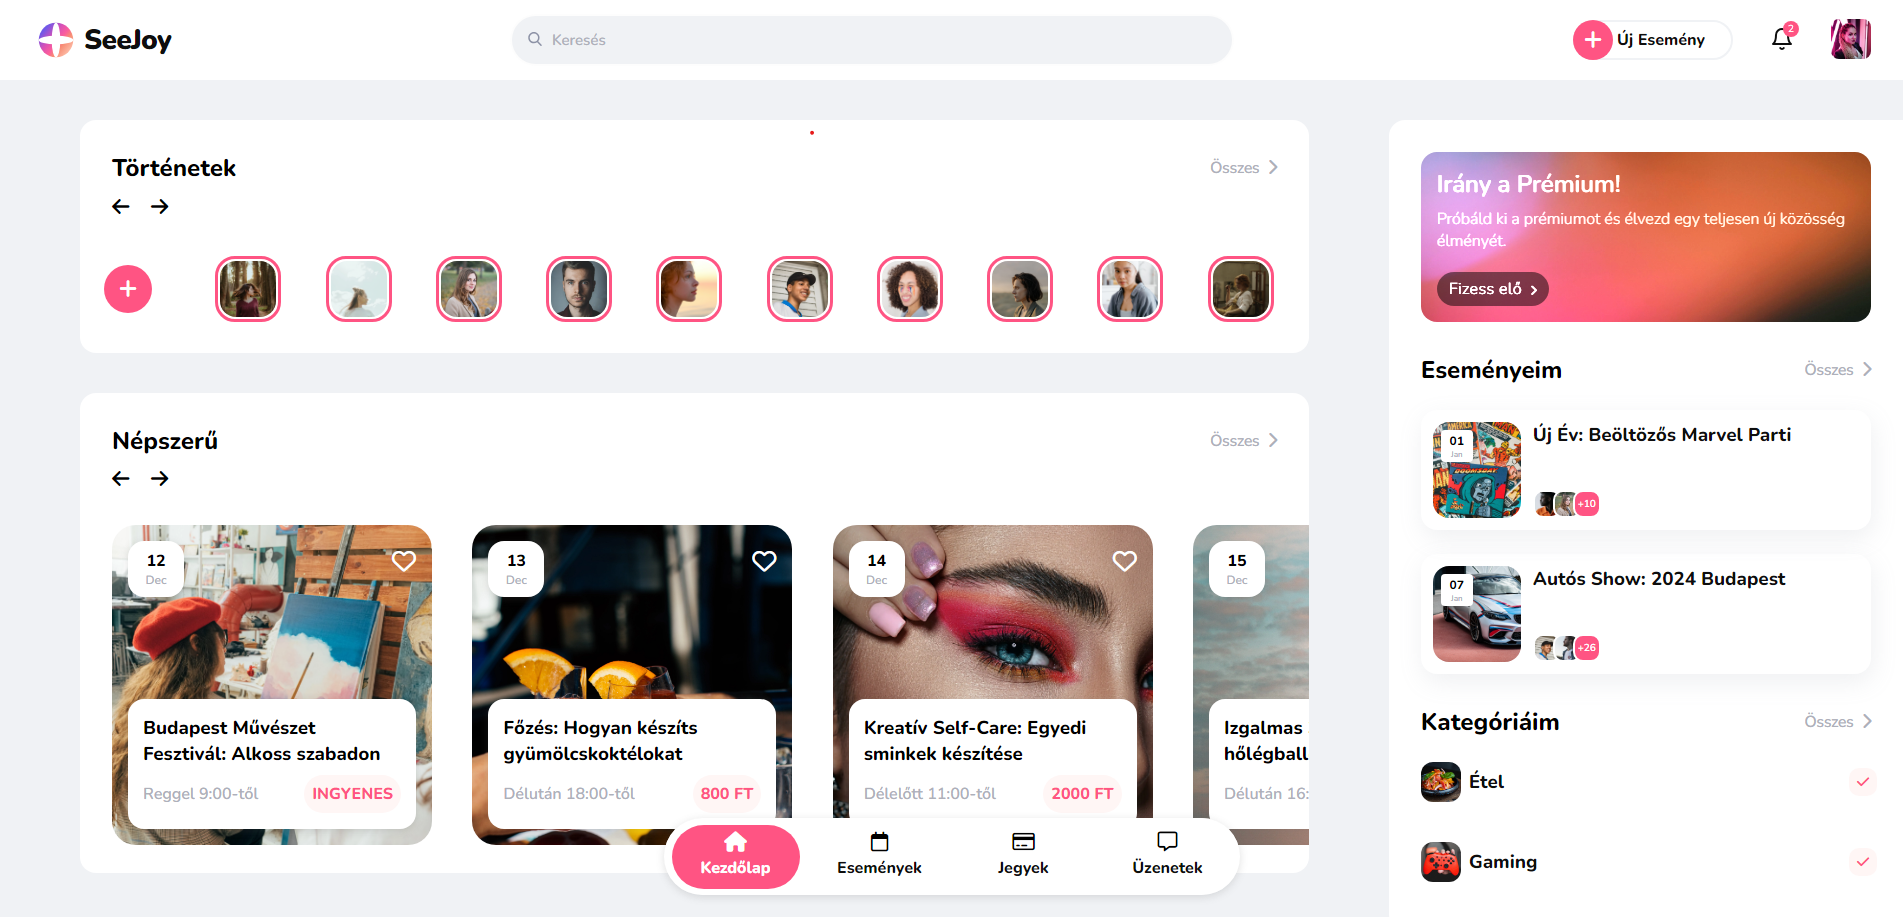 SeeJoy
Keresés
Új Esemény
2
Történetek
Összes
Népszerű
Összes
12
Dec
Budapest Művészet
Fesztivál: Alkoss szabadon
Reggel 9:00-től
INGYENES
13
Dec
Főzés: Hogyan készíts
gyümölcskoktélokat
Délután 18:00-től
800 FT
14
Dec
Kreatív Self-Care: Egyedi
sminkek készítése
Délelőtt 11:00-től
2000 FT
15
Dec
Izgalmas
hőlégball
Délután 16:
Irány a Prémium!
Próbáld ki a prémiumot és élvezd egy teljesen új közösség
élményét.
Fizess elő
Eseményeim
Összes
01
Jan
DOOMSDAY
Új Év: Beöltözős Marvel Parti
+10
07
Jan
Autós Show: 2024 Budapest
+26
Kategóriáim
Összes
Étel
Gaming
Kezdőlap
Események
Jegyek
Üzenetek